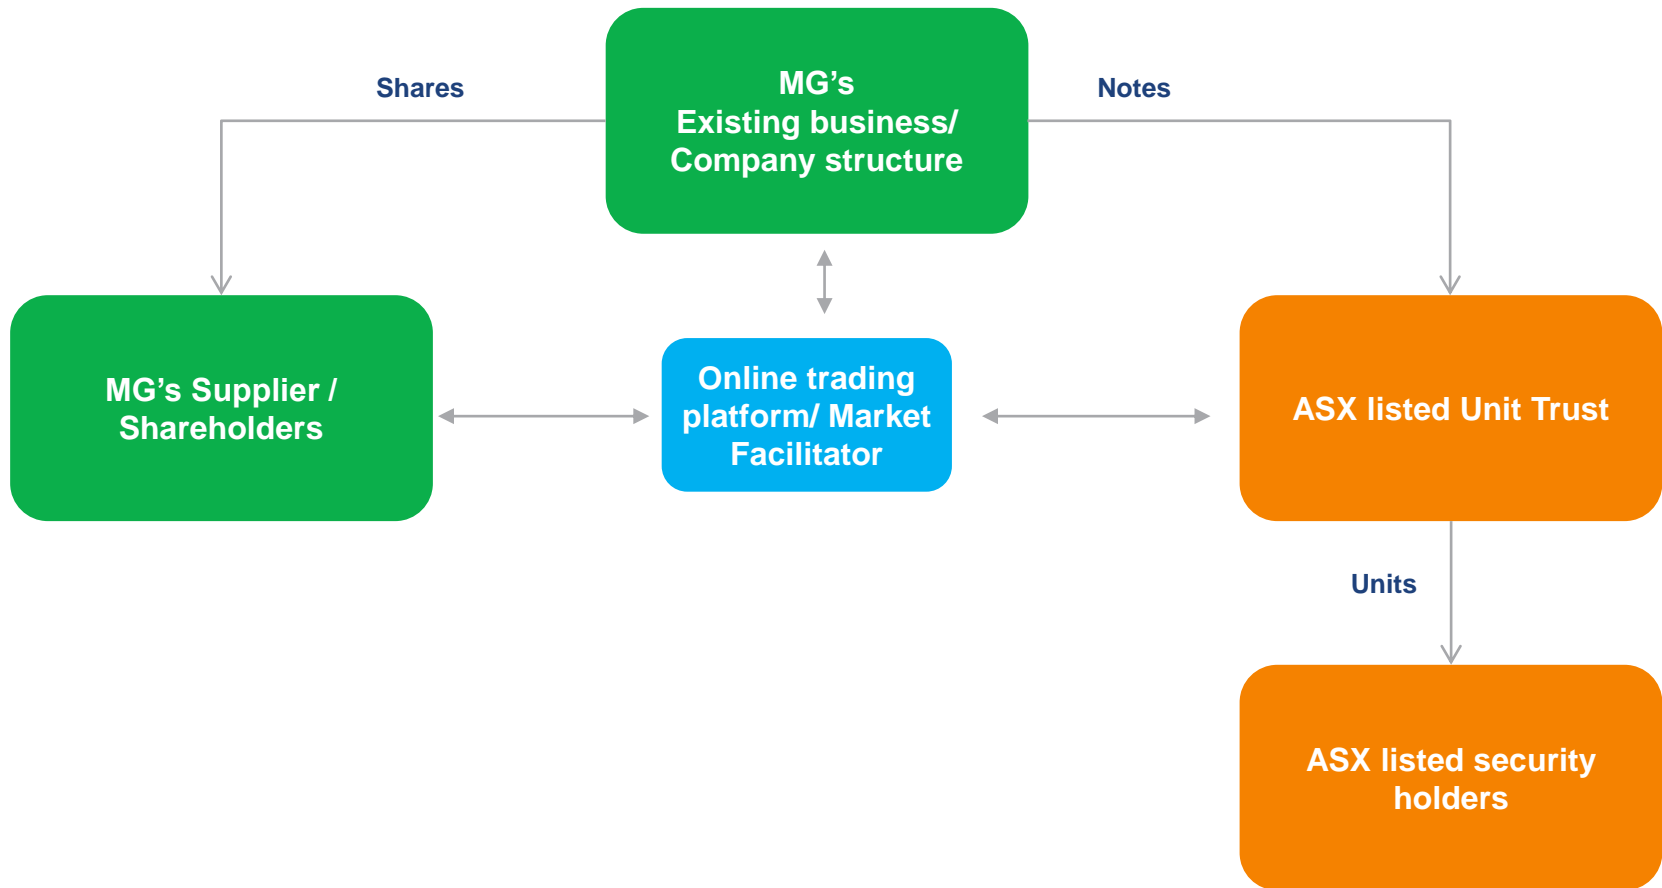 MG’s
Existing business/
Company structure
Shares
Notes
MG’s Supplier /
Shareholders
Online trading
platform/ Market
Facilitator
ASX listed Unit Trust
Units
ASX listed security
holders